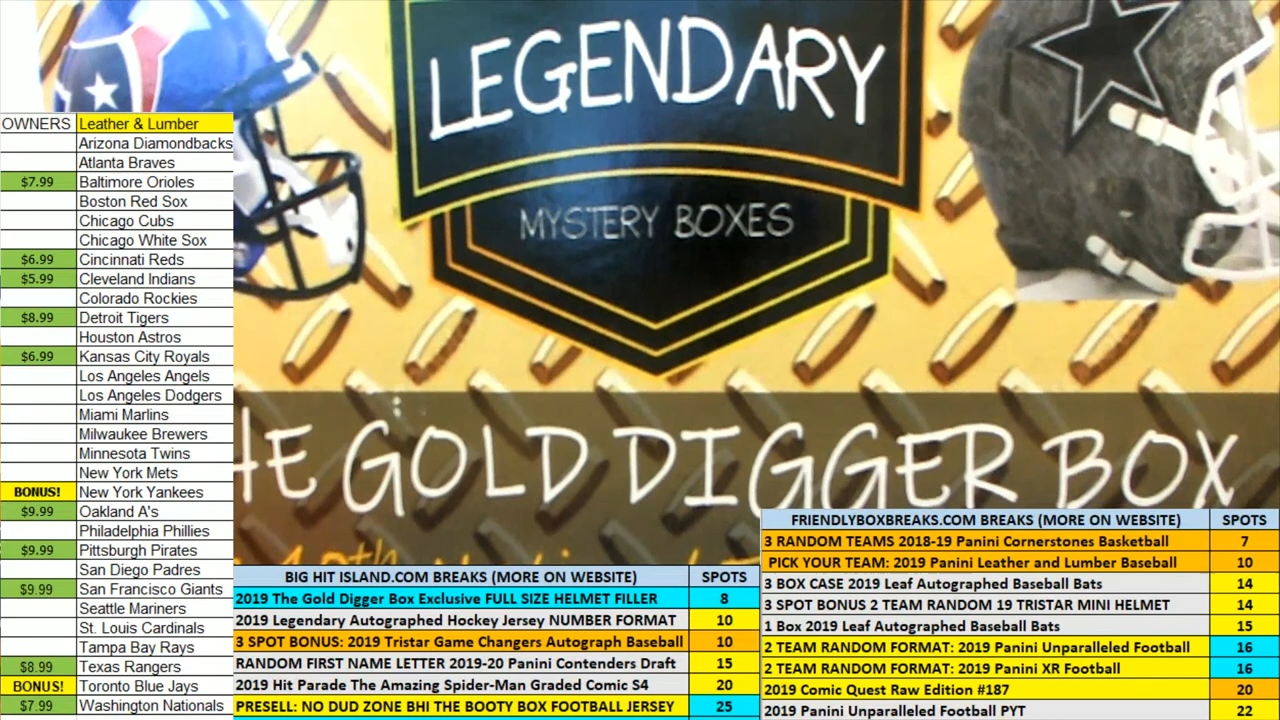 LEGENDARY
MYSTERY BOXES
HE GOLD DIGGER BOX
OWNERS Leather & Lumber
Arizona Diamondbacks
Atlanta Braves
$7.99 Baltimore Orioles
Boston Red Sox
Chicago Cubs
Chicago White Sox
$6.99 Cincinnati Reds
$5.99 Cleveland Indians
Colorado Rockies
$8.99 Detroit Tigers
Houston Astros
$6.99 Kansas City Royals
Los Angeles Angels
Los Angeles Dodgers
Miami Marlins
Milwaukee Brewers
Minnesota Twins
New York Mets
BONUS! New York Yankees
$9.99 Oakland A's
Philadelphia Phillies
$9.99 Pittsburgh Pirates
San Diego Padres
$9.99 San Francisco Giants
Seattle Mariners
St. Louis Cardinals
Tampa Bay Rays
$8.99 Texas Rangers
BONUS! Toronto Blue Jays
$7.99 Washington Nationals
BIG HIT ISLAND.COM BREAKS (MORE ON WEBSITE) SPOTS
2019 The Gold Digger Box Exclusive FULL SIZE HELMET FILLER 8
2019 Legendary Autographed Hockey Jersey NUMBER FORMAT 10
3 SPOT BONUS: 2019 Tristar Game Changers Autograph Baseball 10
RANDOM FIRST NAME LETTER 2019-20 Panini Contenders Draft 15
2019 Hit Parade The Amazing Spider-Man Graded Comic S4 20
PRESELL: NO DUD ZONE BHI THE BOOTY BOX FOOTBALL JERSEY 25
FRIENDLYBOXBREAKS.COM BREAKS (MORE ON WEBSITE) SPOTS
3 RANDOM TEAMS 2018-19 Panini Cornerstones Basketball 7
PICK YOUR TEAM: 2019 Panini Leather and Lumber Baseball 10
3 BOX CASE 2019 Leaf Autographed Baseball Bats 14
3 SPOT BONUS 2 TEAM RANDOM 19 TRISTAR MINI HELMET 14
1 Box 2019 Leaf Autographed Baseball Bats 15
2 TEAM RANDOM FORMAT: 2019 Panini Unparalleled Football 16
2 TEAM RANDOM FORMAT: 2019 Panini XR Football 16
2019 Comic Quest Raw Edition #187 20
2019 Panini Unparalleled Football PYT 22